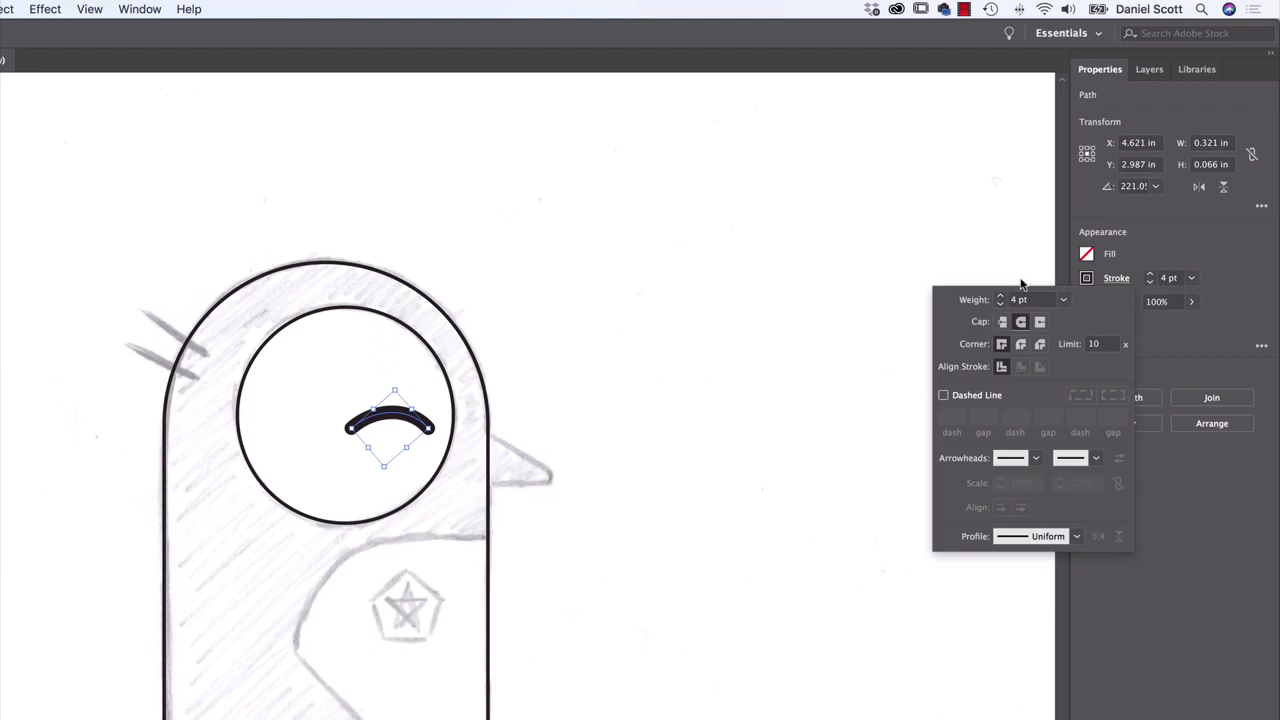 ect Effect View Window Help Daniel Scott
Essentials Search Adobe Stock
)
Properties Layers Libraries
Path
Transform
X: 4.621 in W: 0.321 in
Y: 2.987 in H: 0.066 in
221.0
Appearance
Fill
Stroke 4 pt
100%
Weight: 4 pt
Cap:
Corner: Limit: 10 x
Align Stroke:
Dashed Line
th Join
Arrange
dash gap dash gap dash gap
Arrowheads:
Scale: 100% 100%
Align:
Profile: Uniform